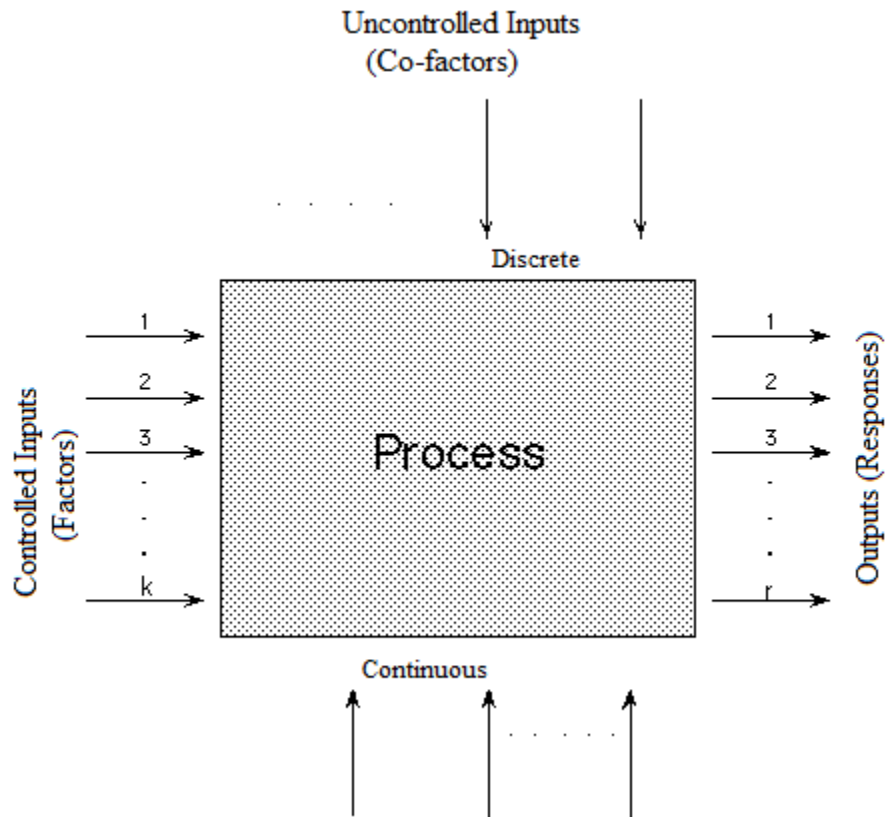 Uncontrolled Inputs
(Co-factors)
Discrete
Controlled Inputs
(Factors)
1
2
3
k
Process
1
2
3
r
Outputs (Responses)
Continuous